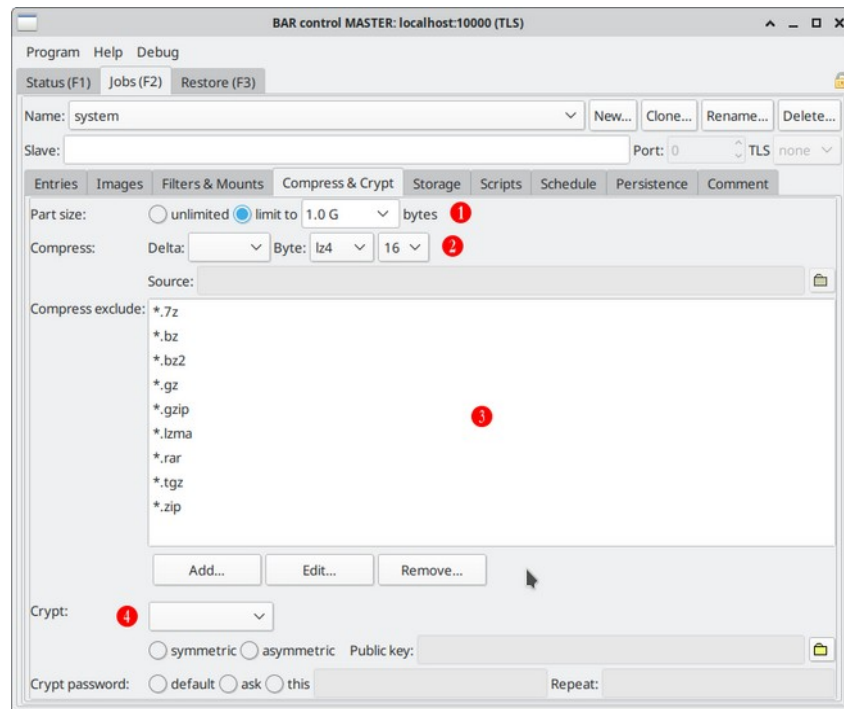 BAR control MASTER: localhost:10000 (TLS)
Program Help Debug
Status (F1) Jobs (F2) Restore (F3)
Name: system New... Clone... Rename... Delete...
Slave: Port: 0 TLS none
Entries Images Filters & Mounts Compress & Crypt Storage Scripts Schedule Persistence Comment
Part size: unlimited limit to 1.0 G bytes 1
Compress: Delta: Byte: lz4 16 2
Source:
Compress exclude: *.7z
*.bz
*.bz2
*.gz
*.gzip
3
*.lzma
*.rar
*.tgz
*.zip
Add... Edit... Remove...
Crypt: 4
symmetric asymmetric Public key:
Crypt password: default ask this Repeat: